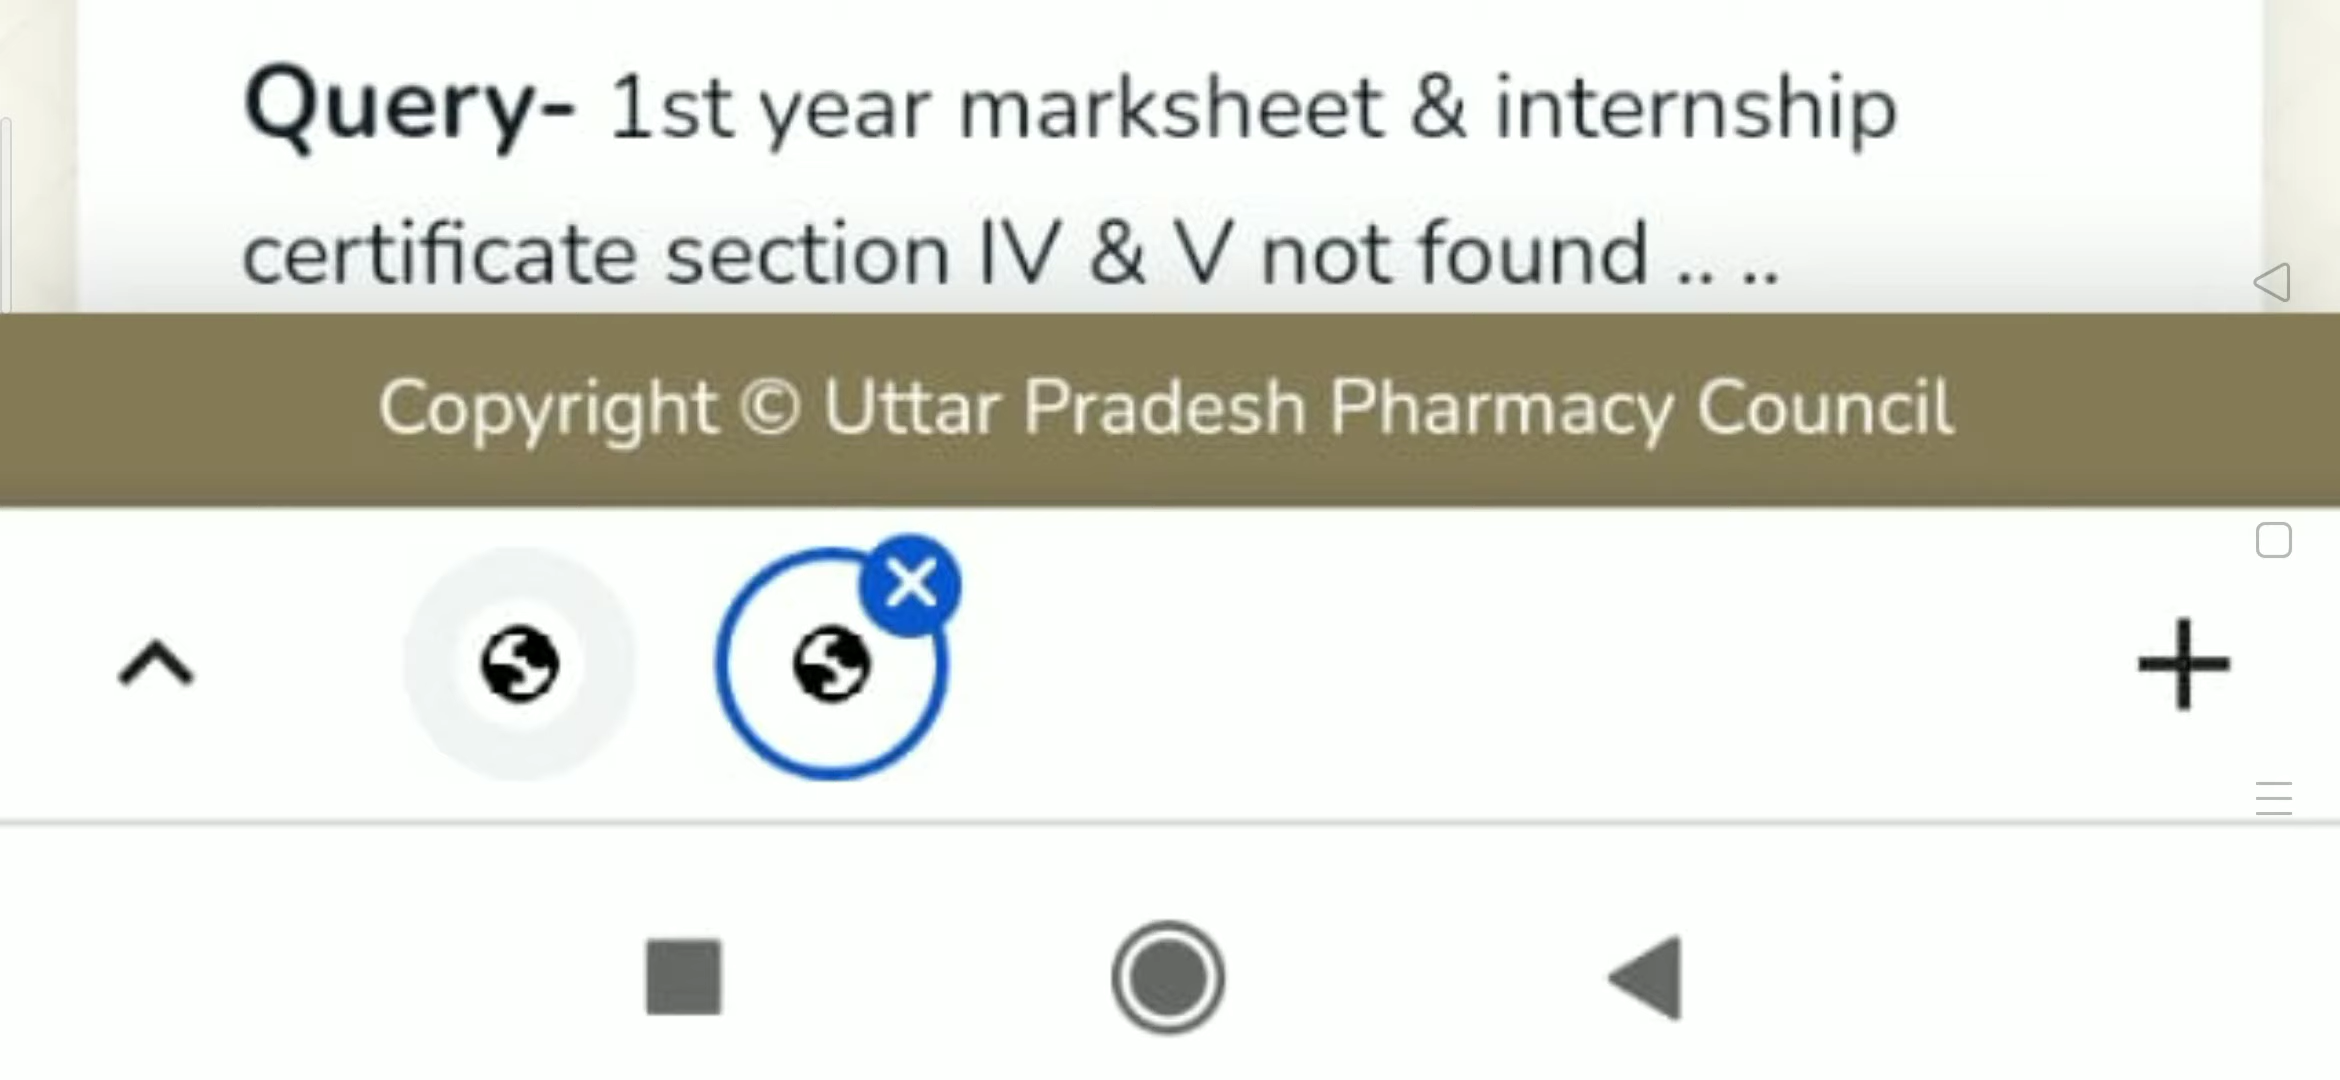 Query- 1st year marksheet & internship
certificate section IV & V not found .. ..
Copyright © Uttar Pradesh Pharmacy Council